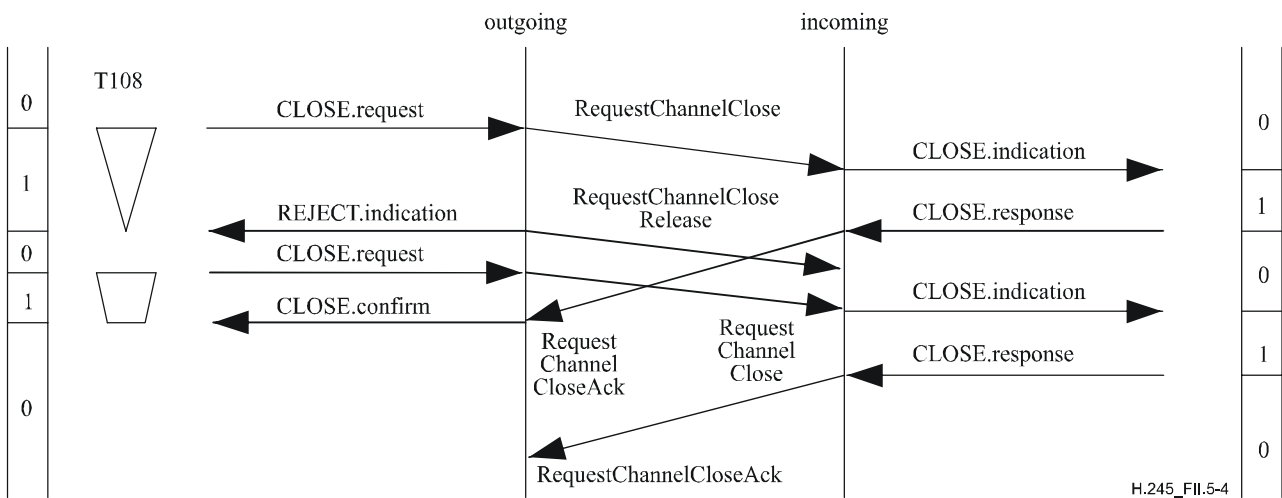 outgoing
incoming
T108
0
CLOSE.request
RequestChannelClose
0
CLOSE.indication
1
RequestChannelClose
Release
REJECT.indication
CLOSE.response
1
0
CLOSE.request
0
1
CLOSE.confirm
CLOSE.indication
Request
Channel
CloseAck
Request
Channel
Close
CLOSE.response
1
0
RequestChannelCloseAck
0
H.245_FII.5-4